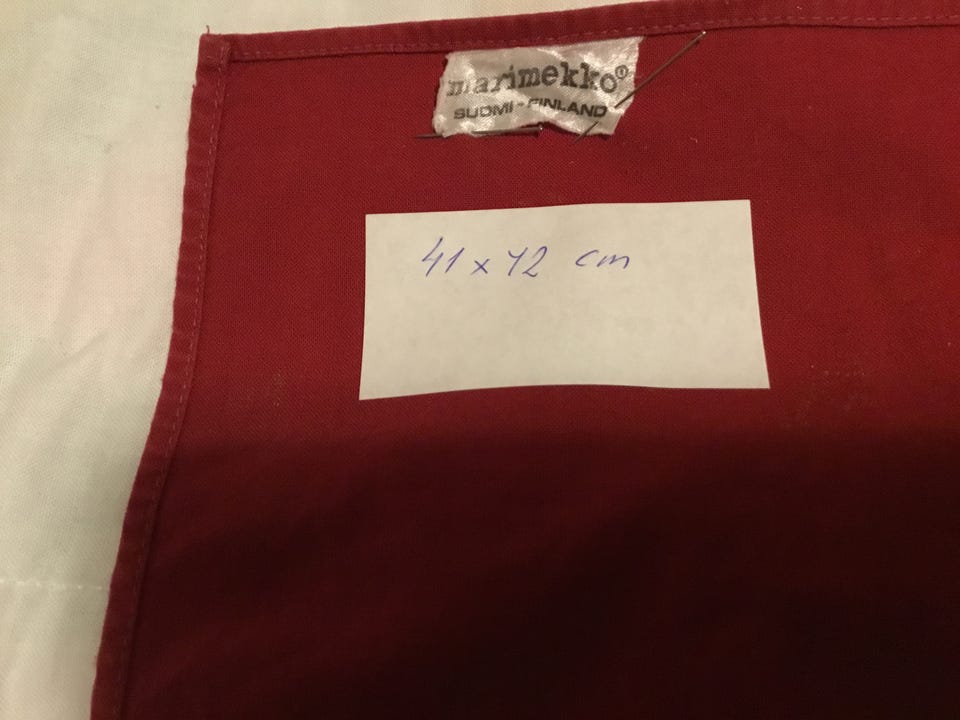 marimekko®
SUOMI - FINLAND
41 x 42 cm